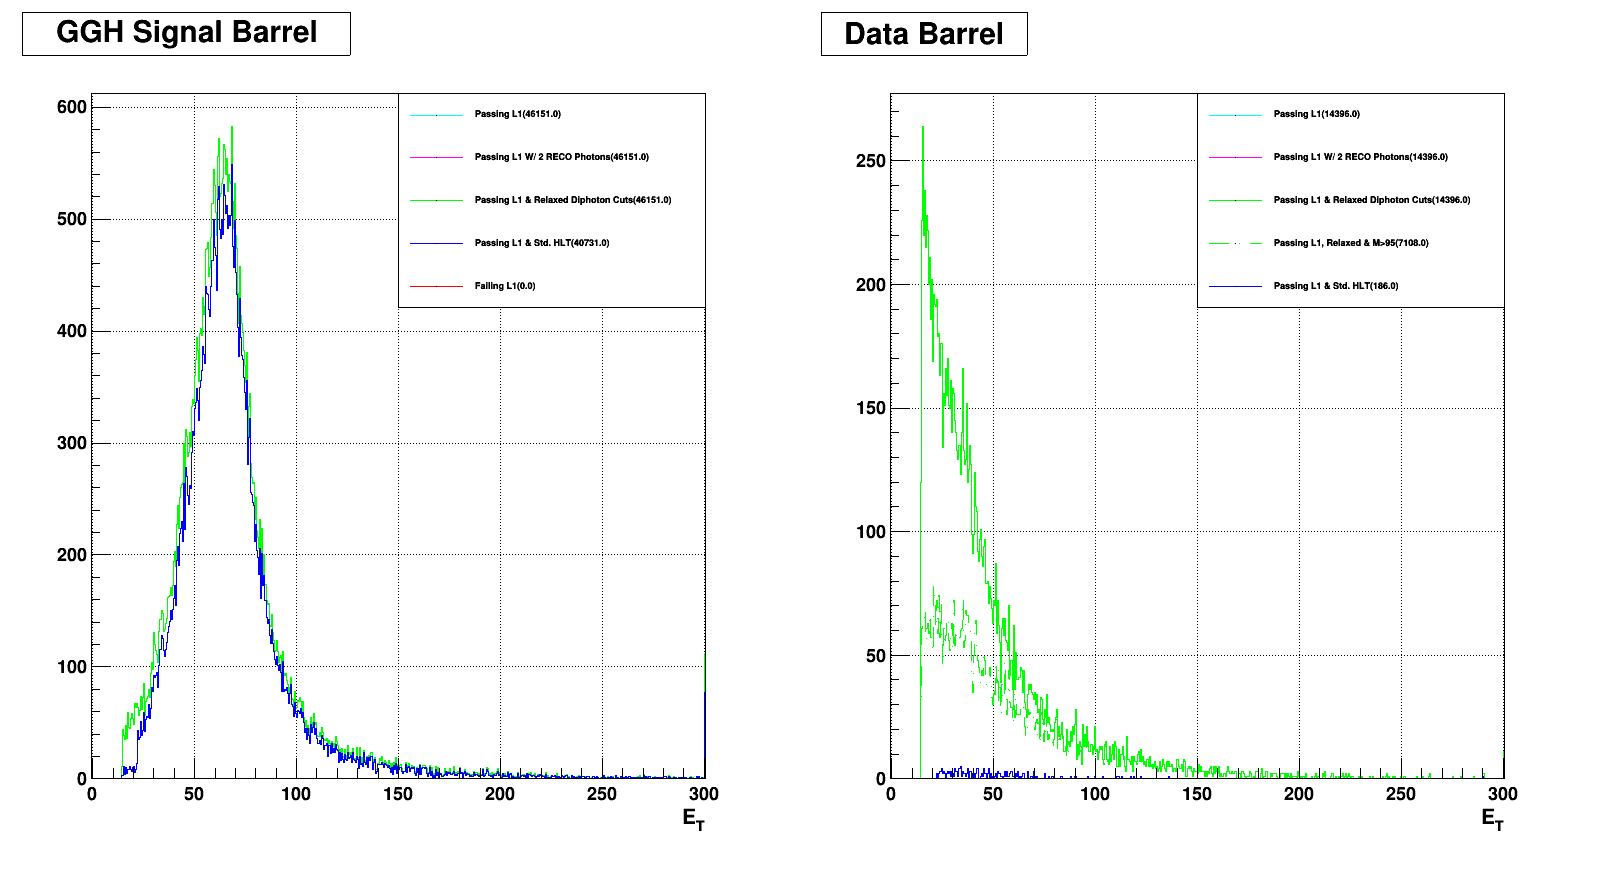 GGH Signal Barrel
Passing L1(46151.0)
Passing L1 W/ 2 RECO Photons(46151.0)
Passing L1 & Relaxed Diphoton Cuts(46151.0)
Passing L1 & Std. HLT(40731.0)
Failing L1(0.0)
600
500
400
300
200
100
0
0 50 100 150 200 250 300
E_T
Data Barrel
Passing L1(14396.0)
Passing L1 W/ 2 RECO Photons(14396.0)
Passing L1 & Relaxed Diphoton Cuts(14396.0)
Passing L1, Relaxed & M>95(7108.0)
Passing L1 & Std. HLT(186.0)
250
200
150
100
50
0
0 50 100 150 200 250 300
E_T